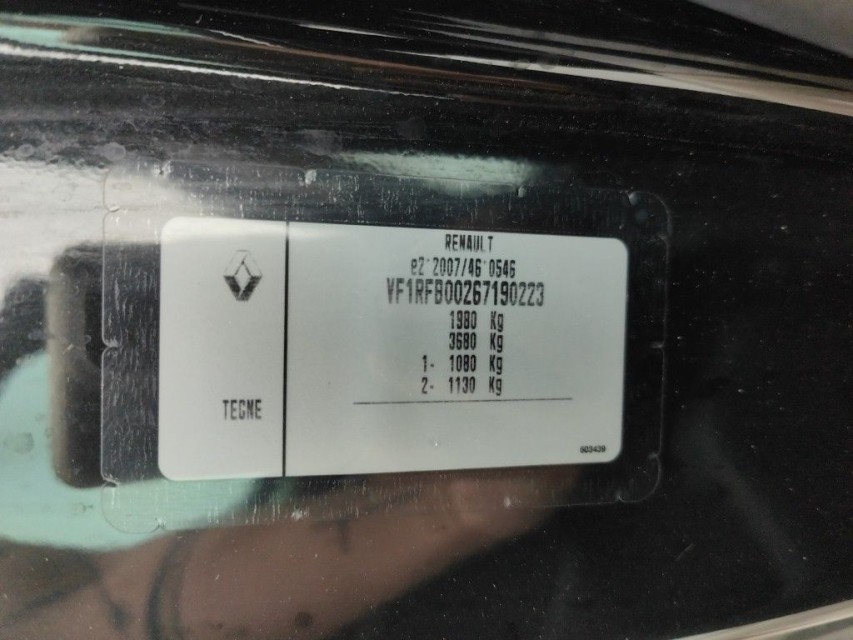 RENAULT
e2*2007/46*0546
VF1RFB00267190223
1980 Kg
3680 Kg
1- 1080 Kg
2- 1130 Kg
TECNE
603439